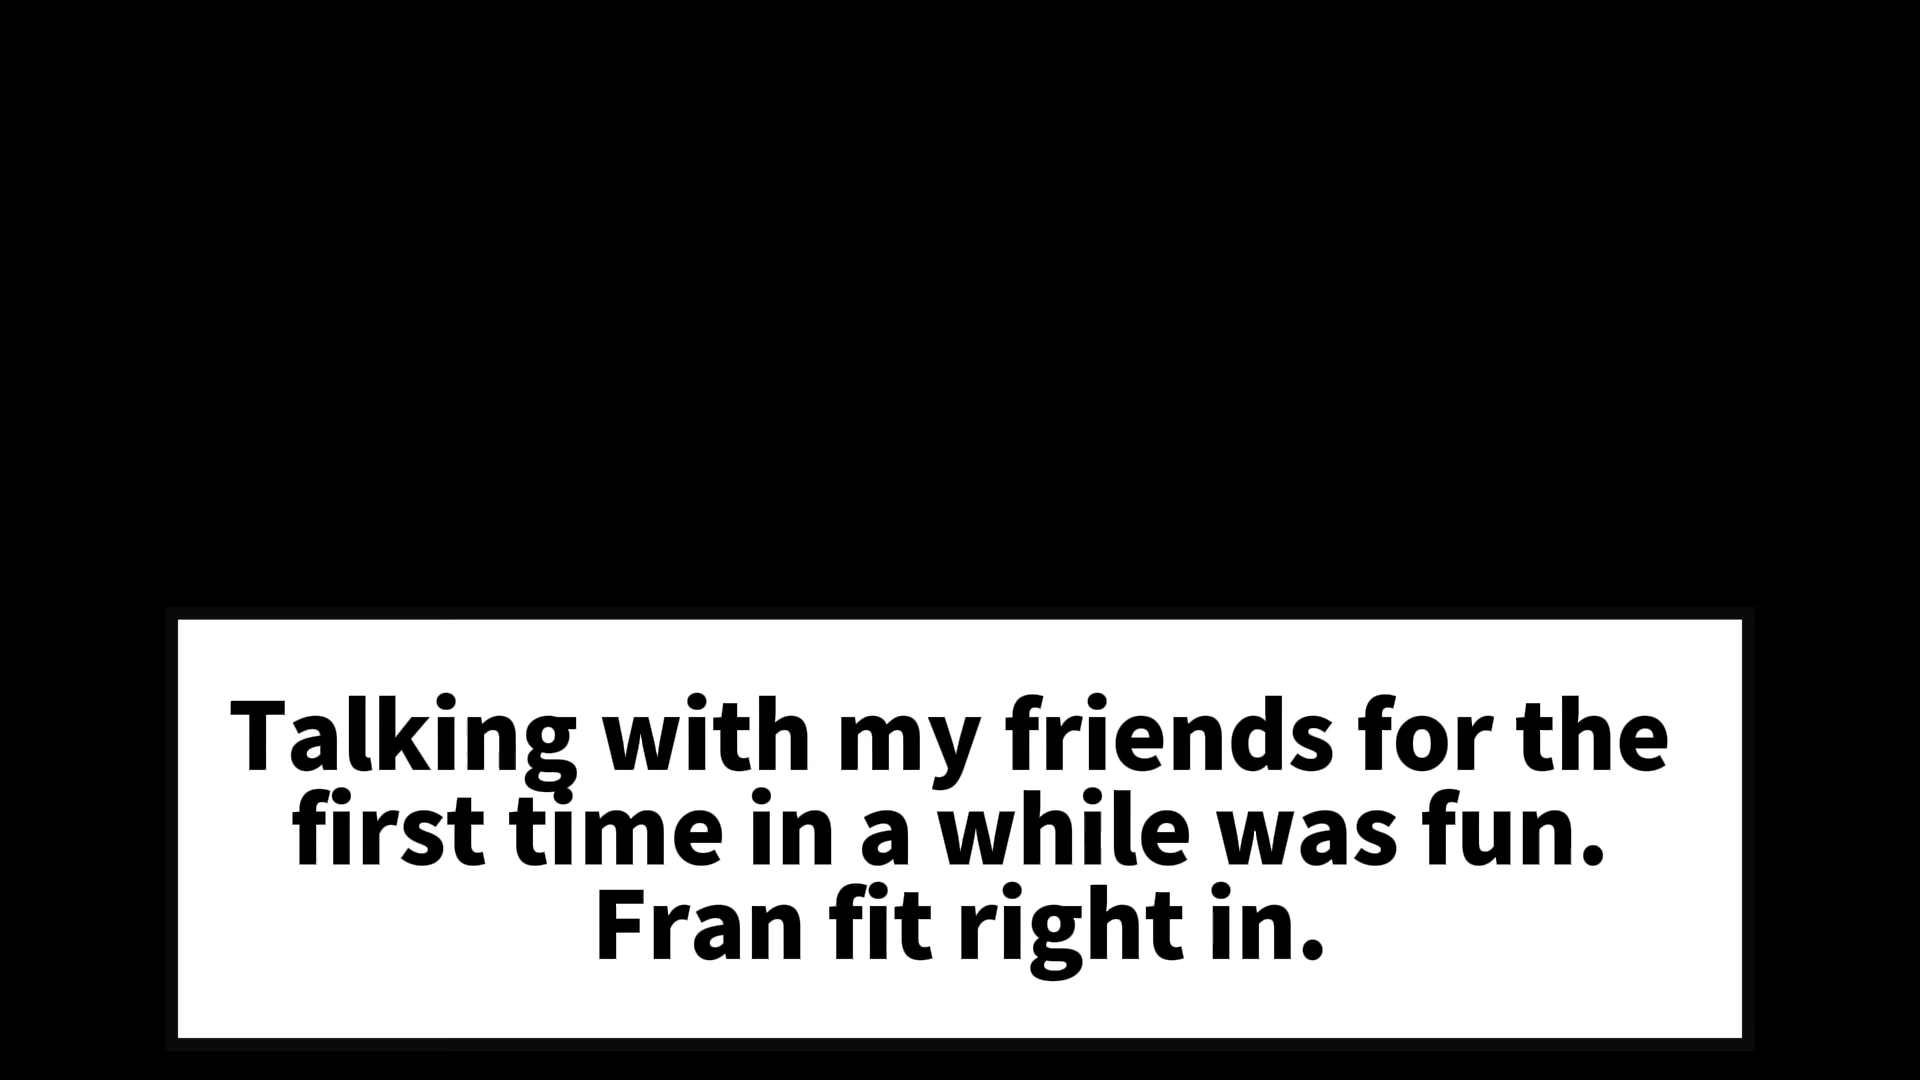 Talking with my friends for the
first time in a while was fun.
Fran fit right in.